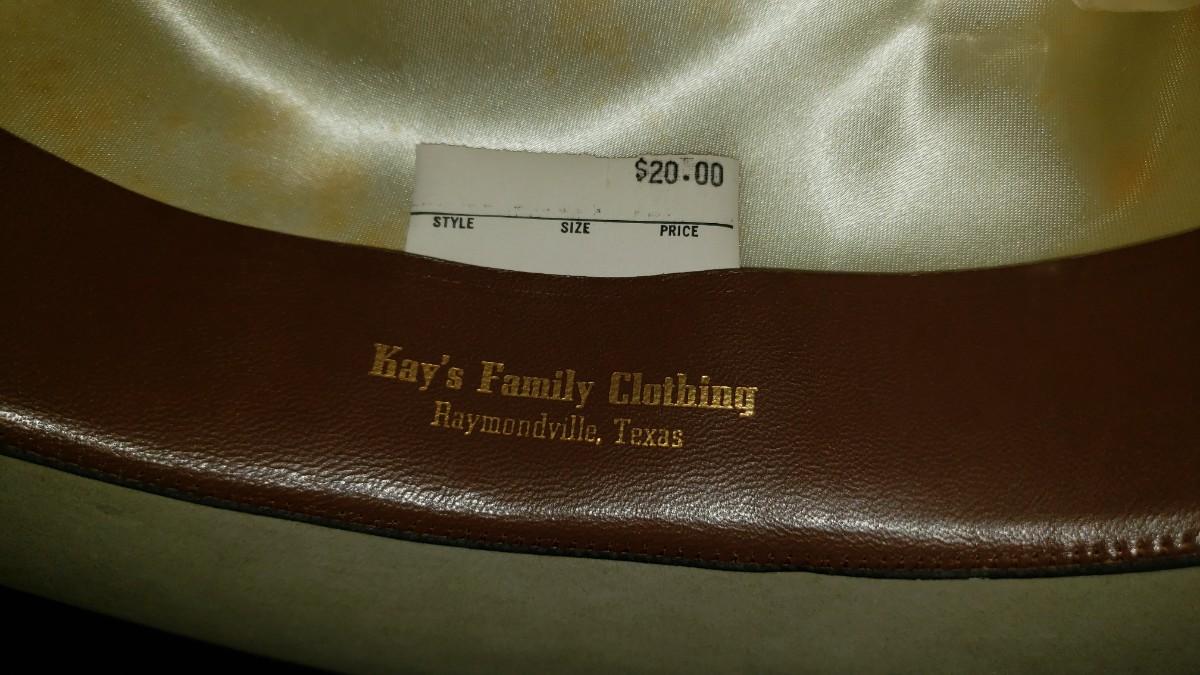 $20.00
STYLE SIZE PRICE
Kay's Family Clothing
Raymondville, Texas